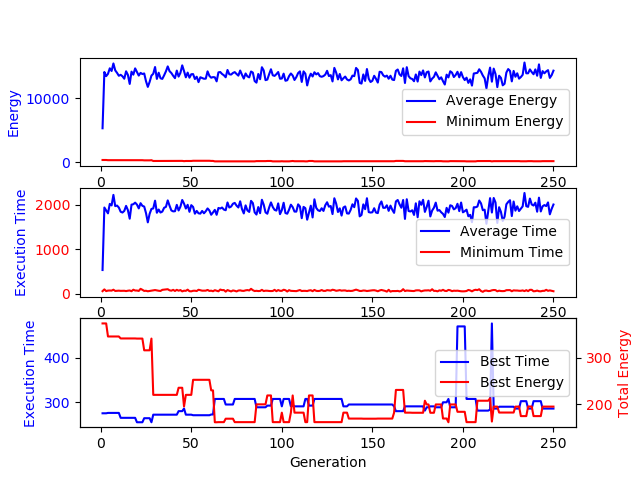 10000
0
Energy
Average Energy
Minimum Energy
0 50 100 150 200 250
2000
1000
0
Execution Time
Average Time
Minimum Time
0 50 100 150 200 250
400
300
Execution Time
Best Time
Best Energy
300
200
Total Energy
0 50 100 150 200 250
Generation